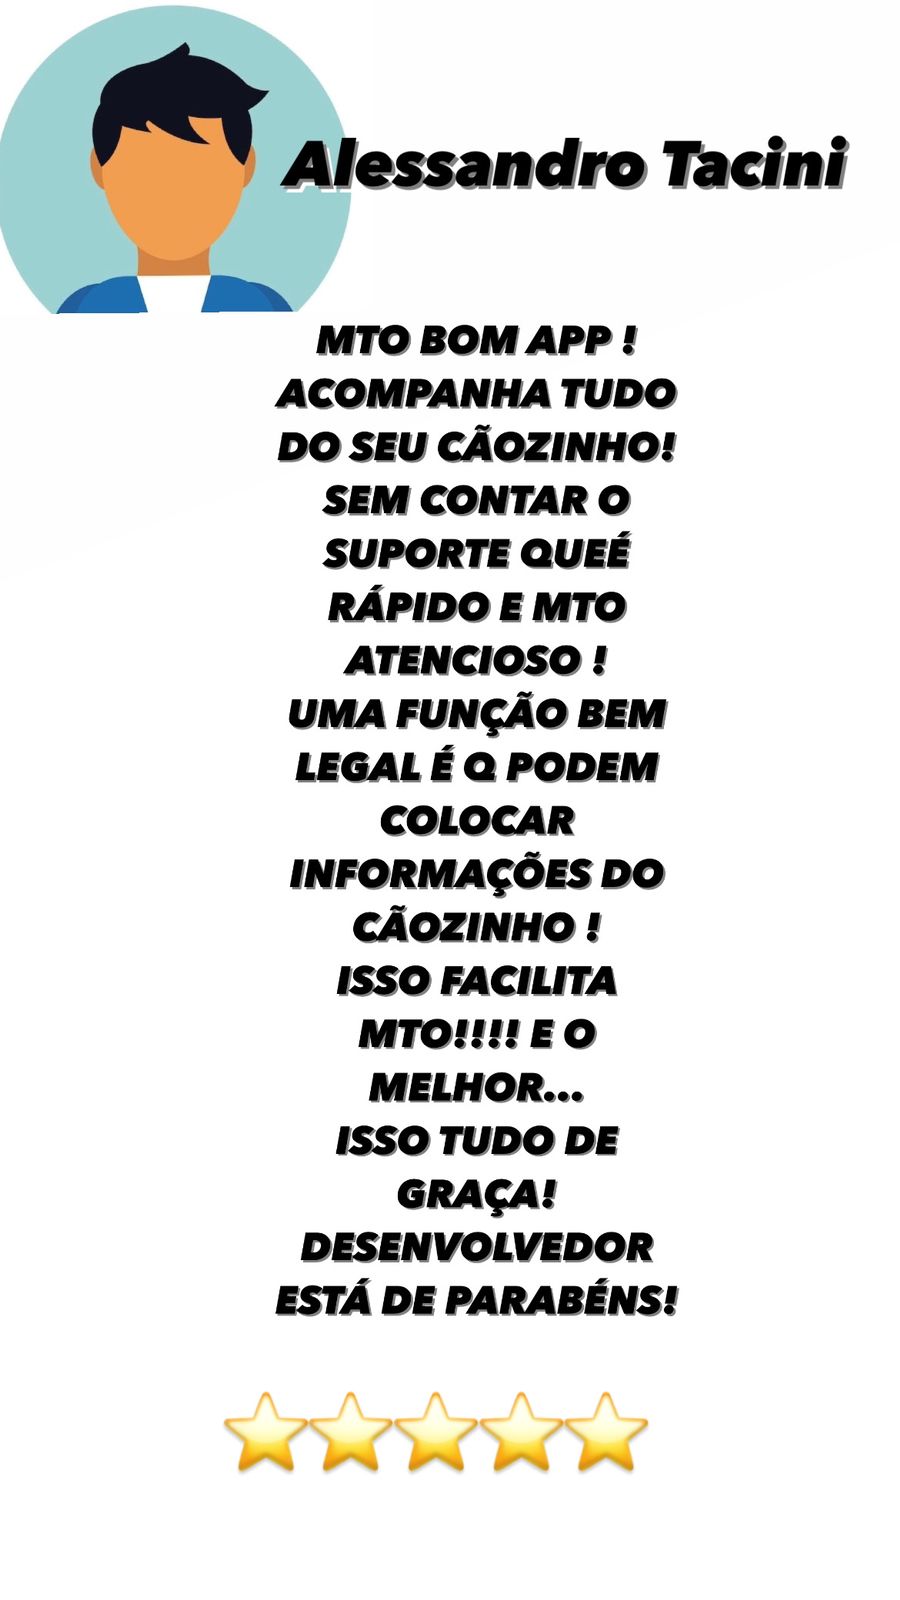 Alessandro Tacini
MTO BOM APP !
ACOMPANHA TUDO
DO SEU CÃOZINHO!
SEM CONTAR O
SUPORTE QUEÉ
RÁPIDO E MTO
ATENCIOSO !
UMA FUNÇÃO BEM
LEGAL É Q PODEM
COLOCAR
INFORMAÇÕES DO
CÃOZINHO !
ISSO FACILITA
MTO!!!! E O
MELHOR...
ISSO TUDO DE
GRAÇA!
DESENVOLVEDOR
ESTÁ DE PARABÉNS!